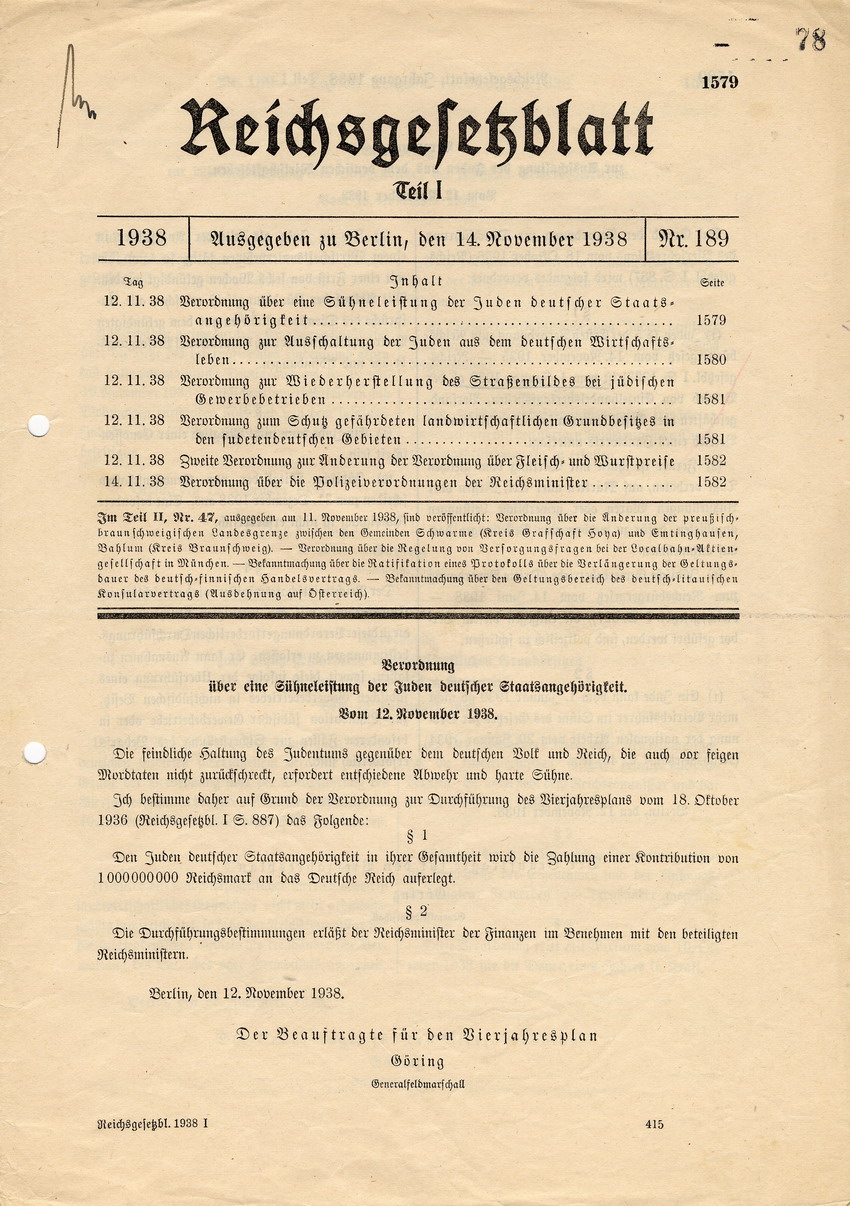 78
1579
Reichsgesetzblatt
Teil I
1938 Ausgegeben zu Berlin, den 14. November 1938 Nr. 189
Tag Inhalt Seite
12. 11. 38 Verordnung über eine Sühneleistung der Juden deutscher Staats-
angehörigkeit 1579
12. 11. 38 Verordnung zur Ausschaltung der Juden aus dem deutschen Wirtschafts-
leben 1580
12. 11. 38 Verordnung zur Wiederherstellung des Straßenbildes bei jüdischen
Gewerbebetrieben 1581
12. 11. 38 Verordnung zum Schutz gefährdeten landwirtschaftlichen Grundbesitzes in
den sudetendeutschen Gebieten 1581
12. 11. 38 Zweite Verordnung zur Änderung der Verordnung über Fleisch- und Wurstpreise 1582
14. 11. 38 Verordnung über die Polizeiverordnungen der Reichsminister 1582
Im Teil II, Nr. 47, ausgegeben am 11. November 1938, sind veröffentlicht: Verordnung über die Änderung der preußisch-
braunschweigischen Landesgrenze zwischen den Gemeinden Schwarme (Kreis Grafschaft Hoya) und Emtinghausen,
Bahlum (Kreis Braunschweig). — Verordnung über die Regelung von Versorgungsfragen bei der Localbahn-Aktien-
gesellschaft in München. — Bekanntmachung über die Ratifikation eines Protokolls über die Verlängerung der Geltungs-
dauer des deutsch-finnischen Handelsvertrags. — Bekanntmachung über den Geltungsbereich des deutsch-litauischen
Konsularvertrags (Ausdehnung auf Österreich).
Verordnung
über eine Sühneleistung der Juden deutscher Staatsangehörigkeit.
Vom 12. November 1938.
Die feindliche Haltung des Judentums gegenüber dem deutschen Volk und Reich, die auch vor feigen
Mordtaten nicht zurückschreckt, erfordert entschiedene Abwehr und harte Sühne.
Ich bestimme daher auf Grund der Verordnung zur Durchführung des Vierjahresplans vom 18. Oktober
1936 (Reichsgesetzbl. I S. 887) das Folgende:
§ 1
Den Juden deutscher Staatsangehörigkeit in ihrer Gesamtheit wird die Zahlung einer Kontribution von
1 000 000 000 Reichsmark an das Deutsche Reich auferlegt.
§ 2
Die Durchführungsbestimmungen erläßt der Reichsminister der Finanzen im Benehmen mit den beteiligten
Reichsministern.
Berlin, den 12. November 1938.
Der Beauftragte für den Vierjahresplan
Göring
Generalfeldmarschall
Reichsgesetzbl. 1938 I 415